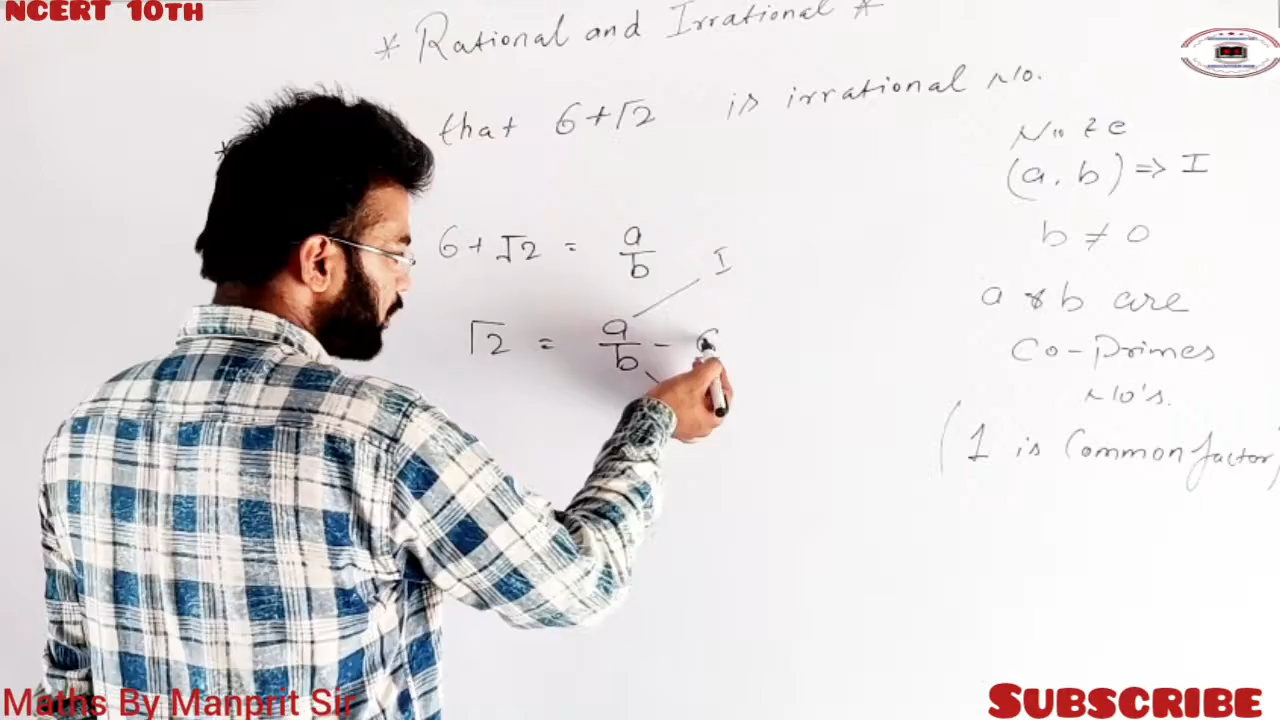 NCERT 10TH
* Rational and Irrational *
that 6+√2 is irrational No.
(a, b) => I
b ≠ 0
6 + √2 = a/b
I
a & b are
√2 = a/b - 6
Co-primes
No's.
(1 is Common factor)
Maths By Manprit Sir
SUBSCRIBE